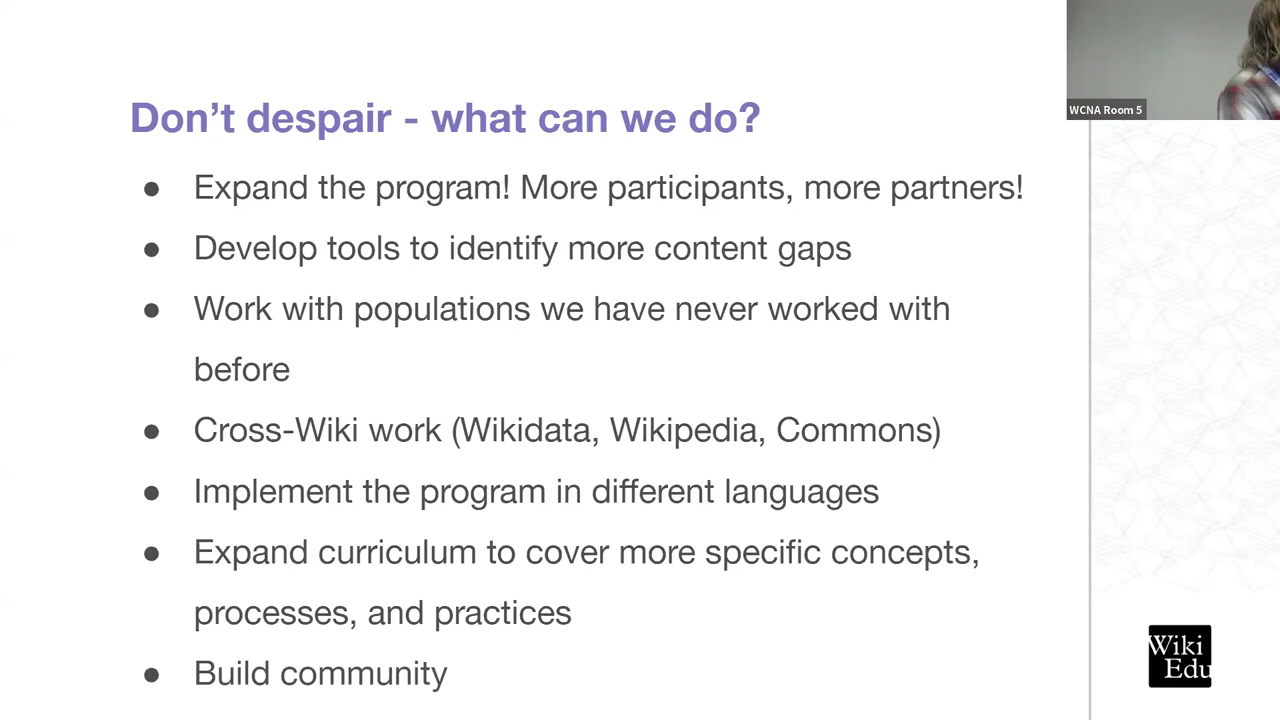 WCNA Room 5
Don’t despair - what can we do?
● Expand the program! More participants, more partners!
● Develop tools to identify more content gaps
● Work with populations we have never worked with
before
● Cross-Wiki work (Wikidata, Wikipedia, Commons)
● Implement the program in different languages
● Expand curriculum to cover more specific concepts,
processes, and practices
● Build community
Wiki
Edu